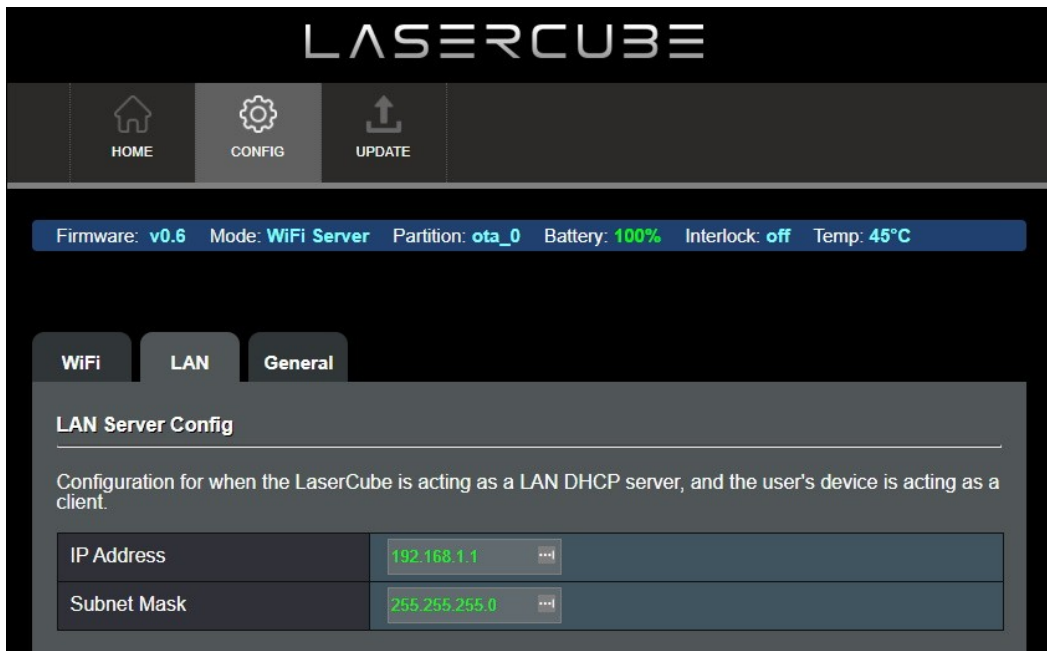 LASERCUBE
HOME CONFIG UPDATE
Firmware: v0.6 Mode: WiFi Server Partition: ota_0 Battery: 100% Interlock: off Temp: 45°C
WiFi LAN General
LAN Server Config
Configuration for when the LaserCube is acting as a LAN DHCP server, and the user's device is acting as a
client.
IP Address 192.168.1.1
Subnet Mask 255.255.255.0